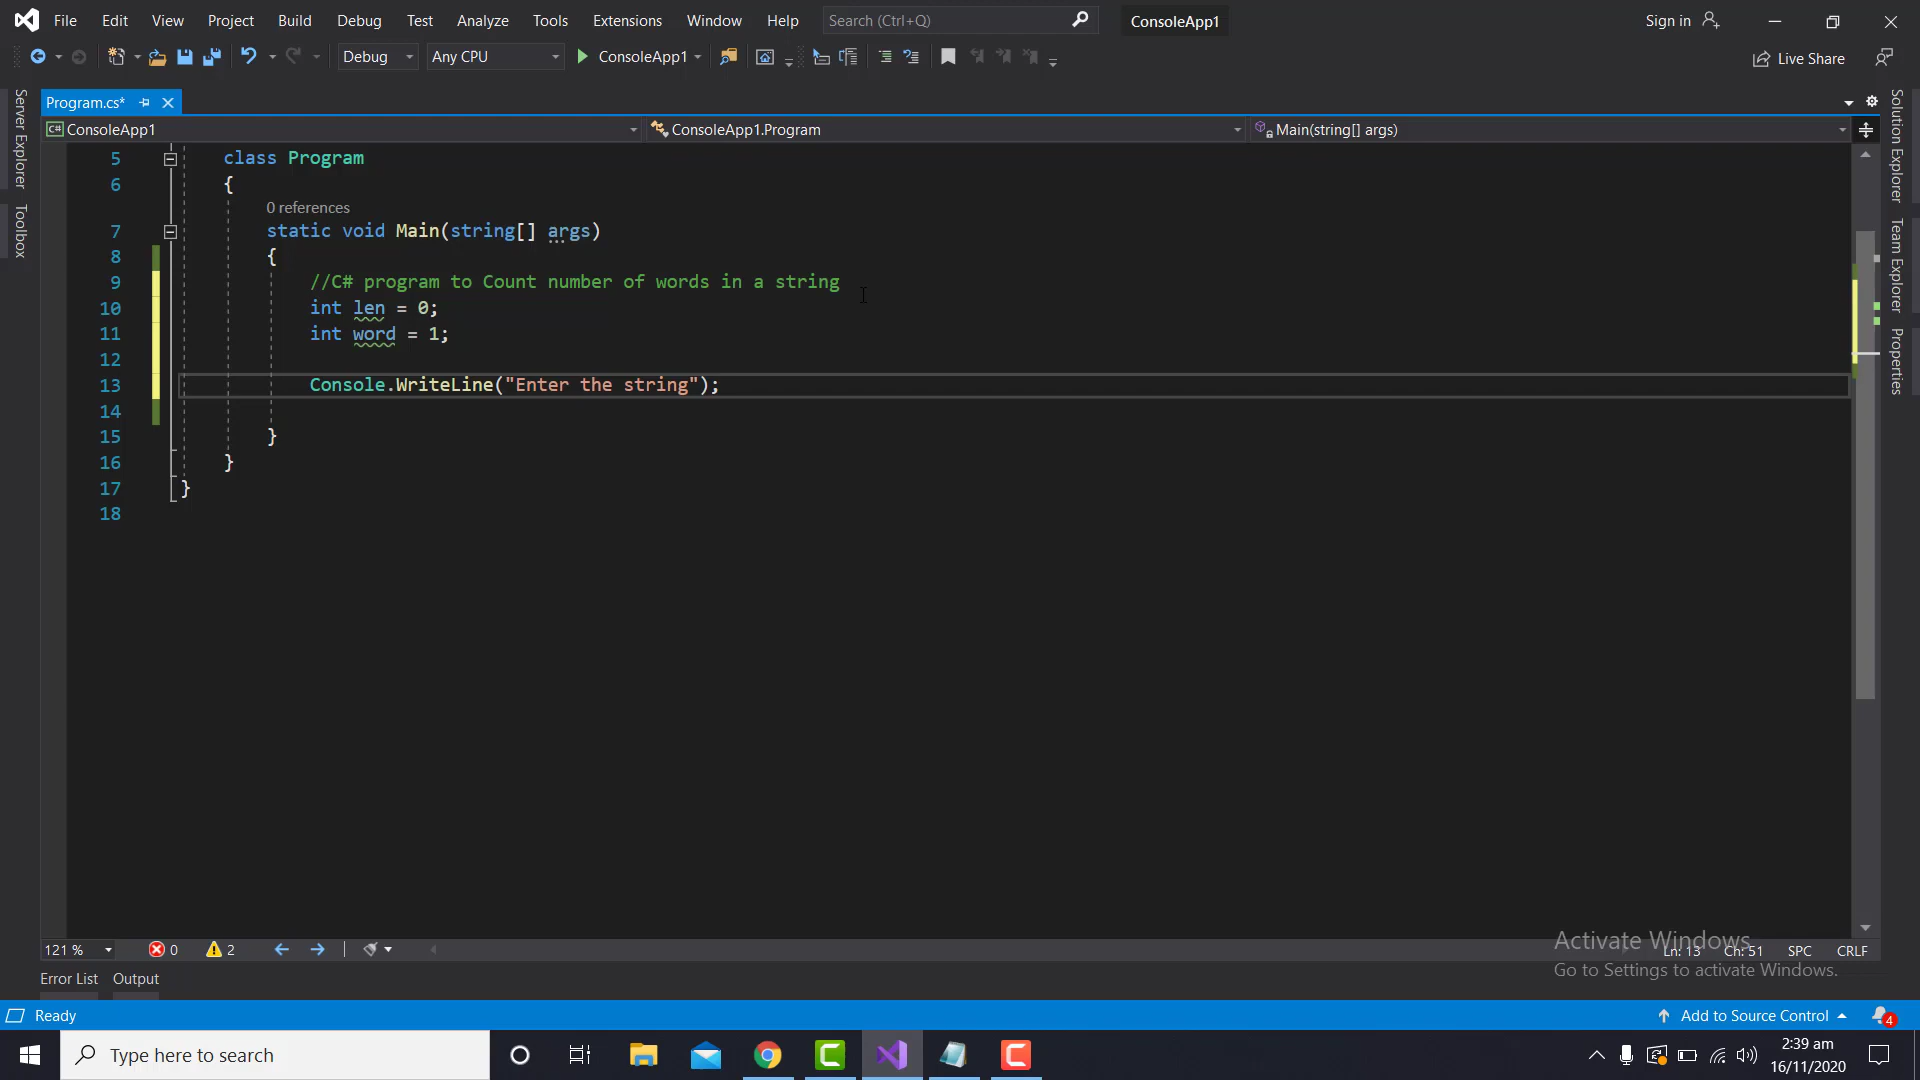 File Edit View Project Build Debug Test Analyze Tools Extensions Window Help Search (Ctrl+Q) ConsoleApp1 Sign in
Debug Any CPU ConsoleApp1 Live Share
Server Explorer
Toolbox
Program.cs*
C# ConsoleApp1 ConsoleApp1.Program Main(string[] args)
5 class Program
6 {
0 references
7 static void Main(string[] args)
8 {
9 //C# program to Count number of words in a string
10 int len = 0;
11 int word = 1;
12
13 Console.WriteLine("Enter the string");
14
15 }
16 }
17 }
18
Solution Explorer
Team Explorer
Properties
121 % 0 2 Ln: 13 Ch: 51 SPC CRLF
Activate Windows
Go to Settings to activate Windows.
Error List Output
Ready Add to Source Control 4
Type here to search 2:39 am
16/11/2020